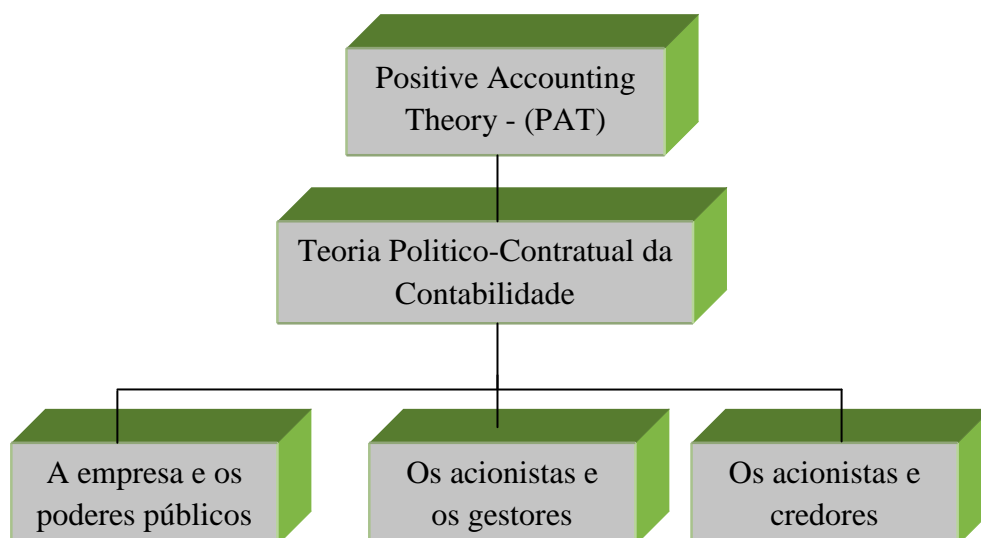 Positive Accounting
Theory - (PAT)
Teoria Politico-Contratual da
Contabilidade
A empresa e os
poderes públicos
Os acionistas e
os gestores
Os acionistas e
credores